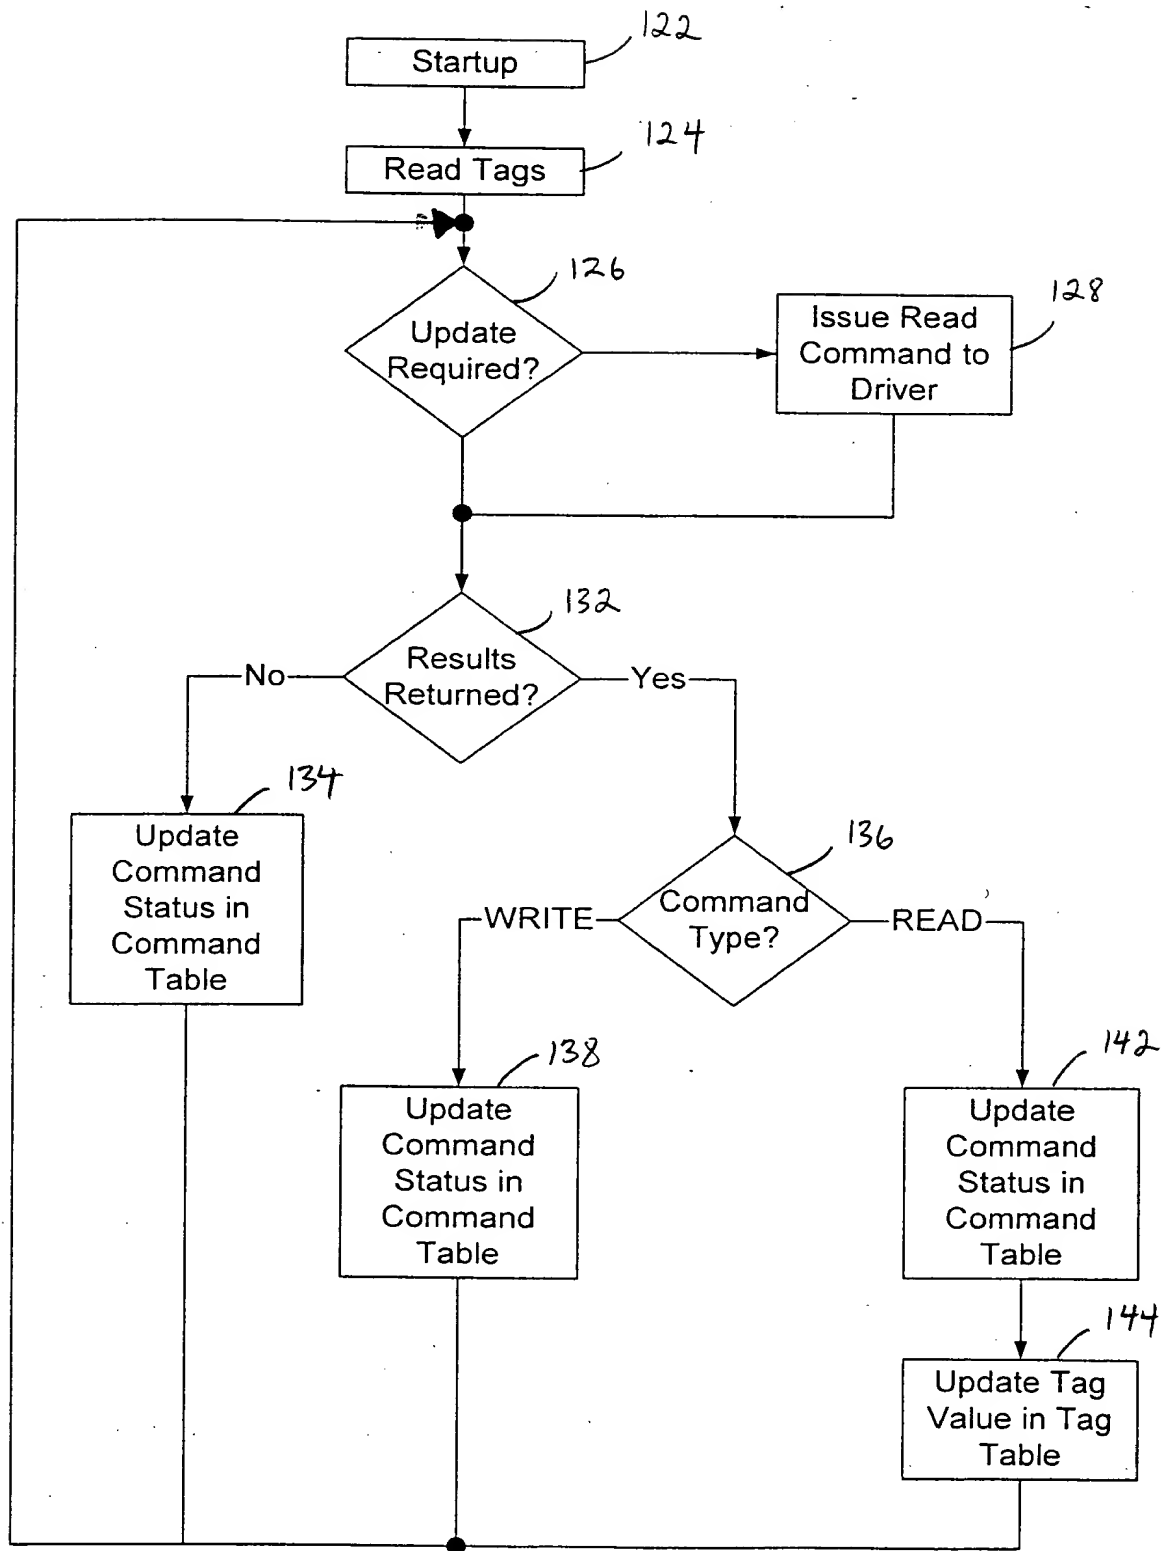 122
Startup
124
Read Tags
126
Update
Required?
128
Issue Read
Command to
Driver
132
Results
Returned?
No
Yes
134
Update
Command
Status in
Command
Table
136
Command
Type?
WRITE
READ
138
Update
Command
Status in
Command
Table
142
Update
Command
Status in
Command
Table
144
Update Tag
Value in Tag
Table